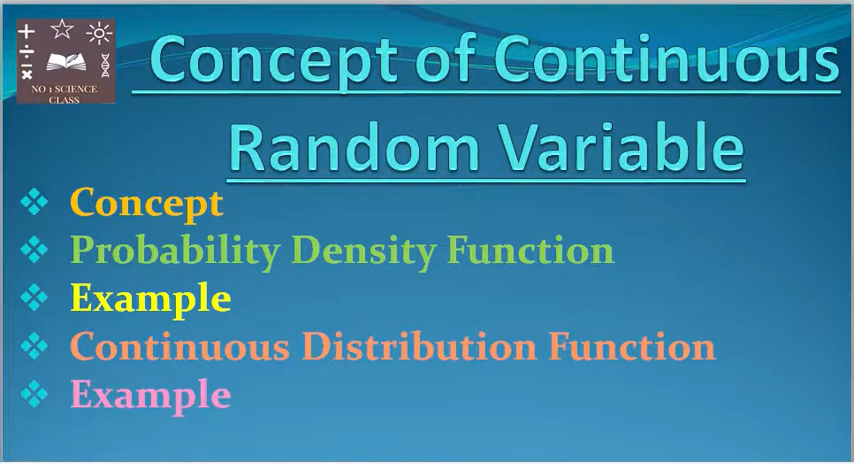 NO 1 SCIENCE
CLASS
Concept of Continuous
Random Variable
Concept
Probability Density Function
Example
Continuous Distribution Function
Example